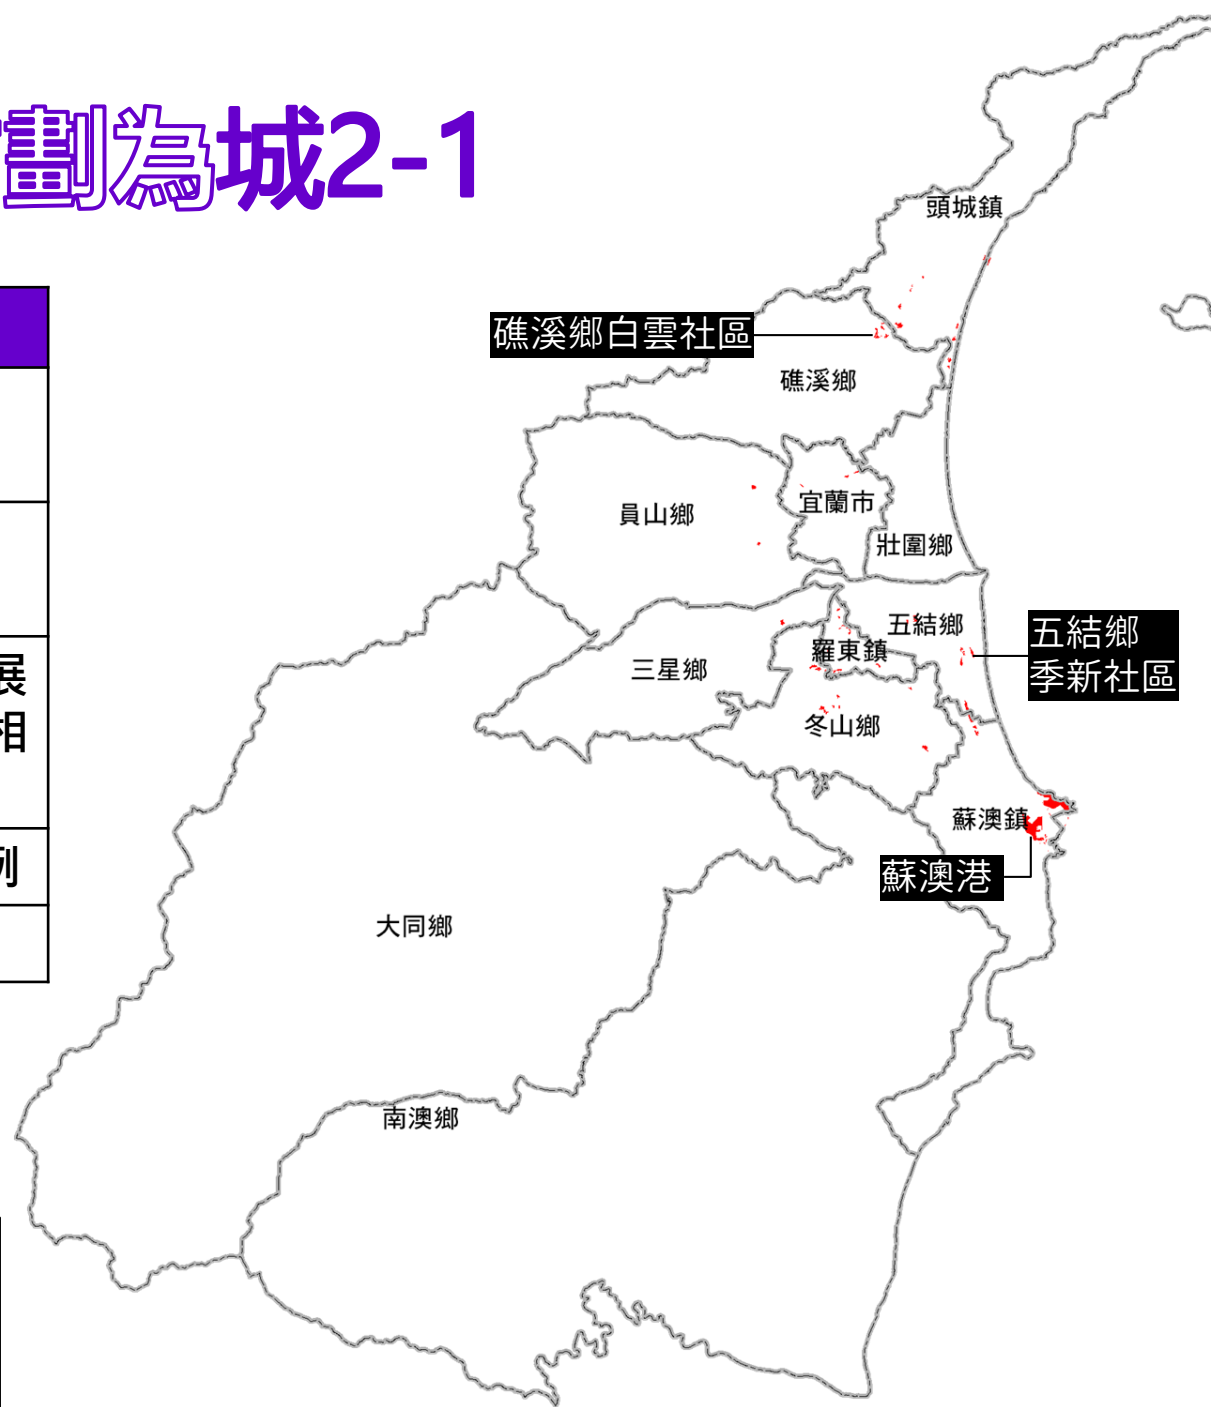 劃為城2-1
展
相
例
頭城鎮
礁溪鄉白雲社區
礁溪鄉
宜蘭市
員山鄉
壯圍鄉
五結鄉
五結鄉
季新社區
羅東鎮
三星鄉
冬山鄉
蘇澳鎮
蘇澳港
大同鄉
南澳鄉